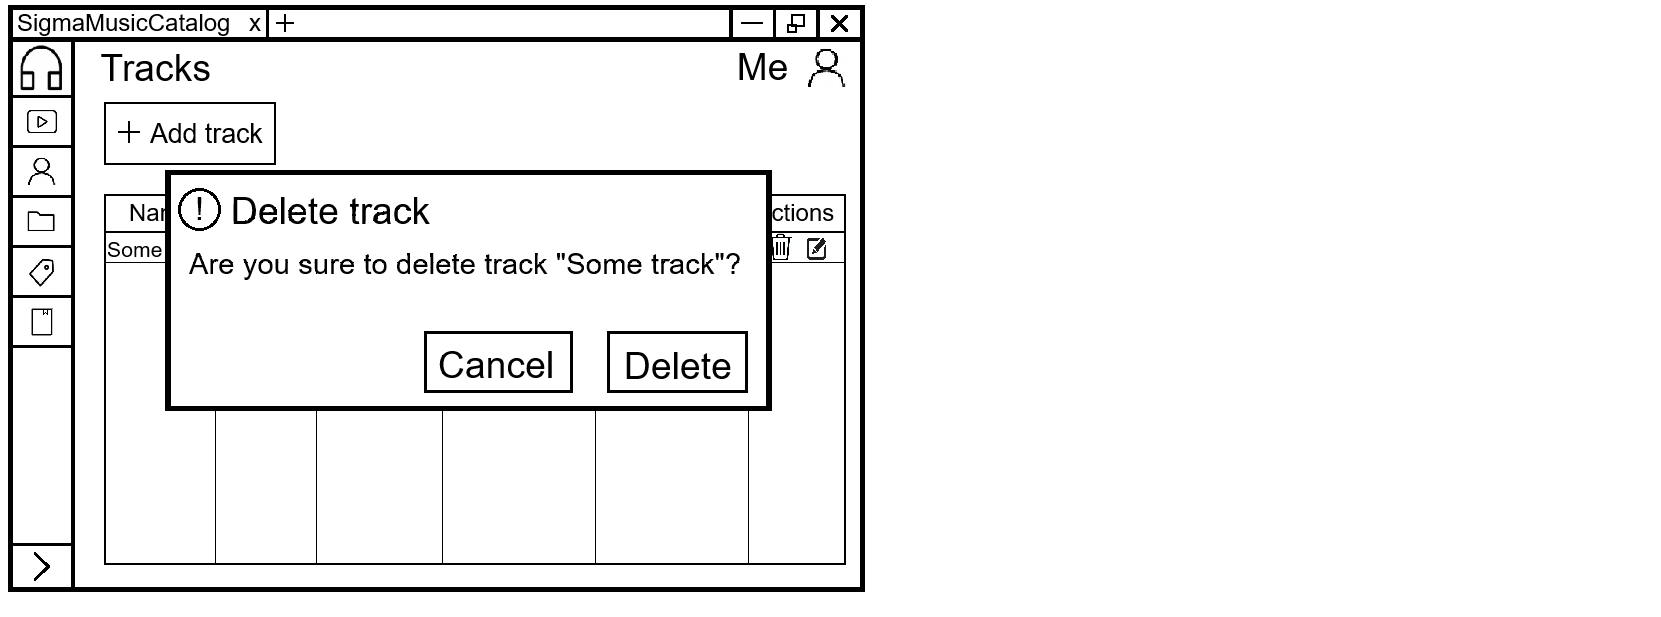 SigmaMusicCatalog x
Tracks
Me
+ Add track
Nar
ctions
Some
! Delete track
Are you sure to delete track "Some track"?
Cancel
Delete